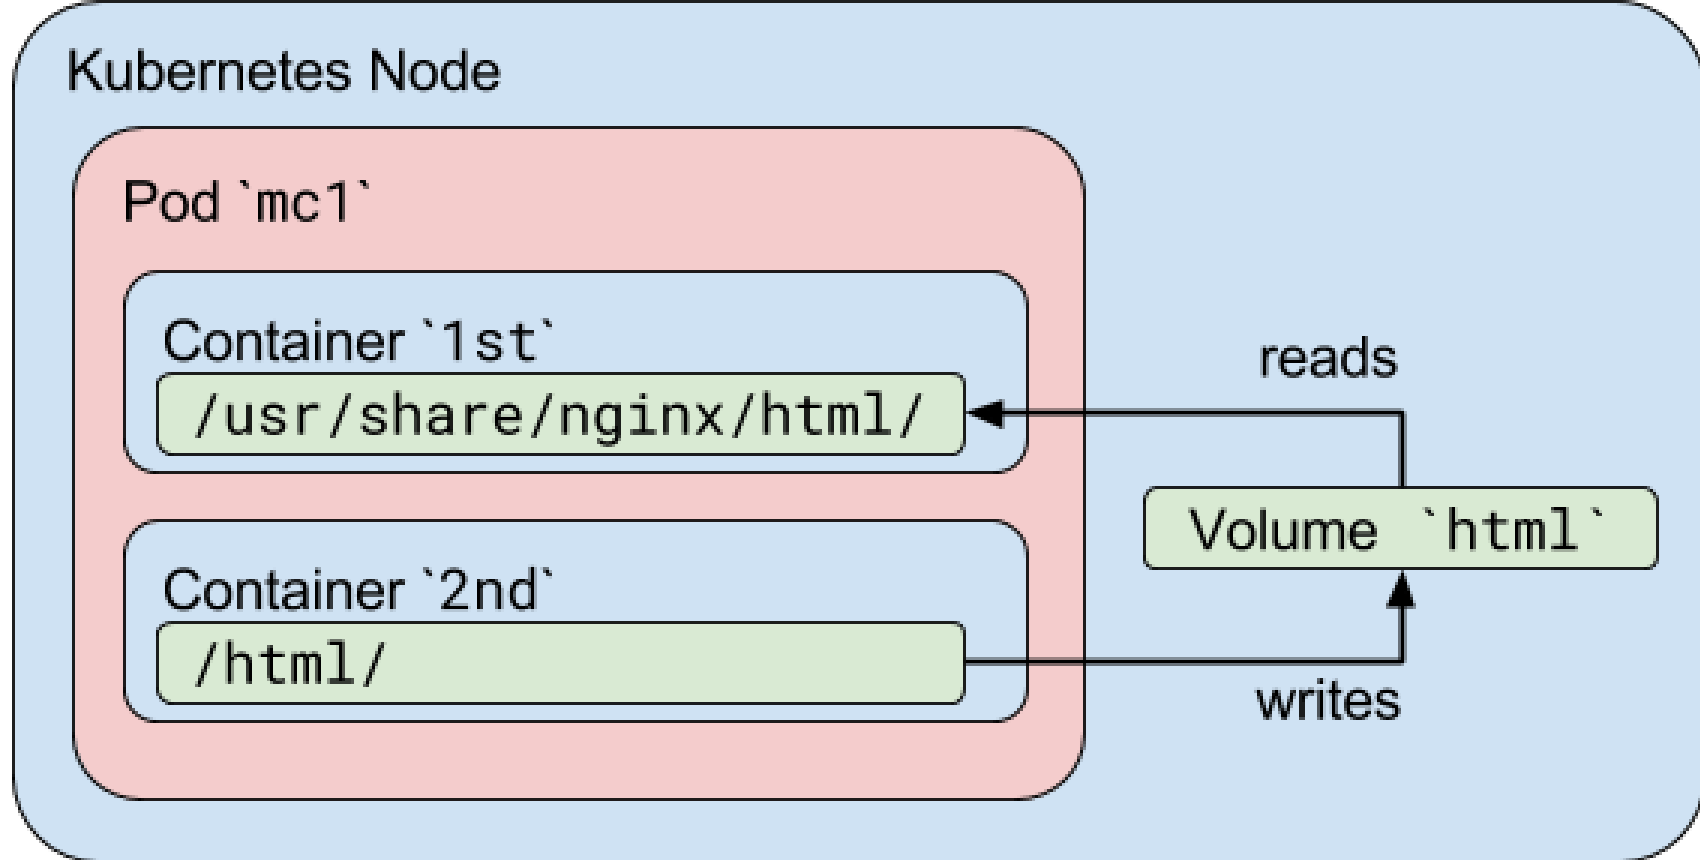 Kubernetes Node
Pod `mc1`
Container `1st`
/usr/share/nginx/html/
reads
Volume `html`
Container `2nd`
/html/
writes